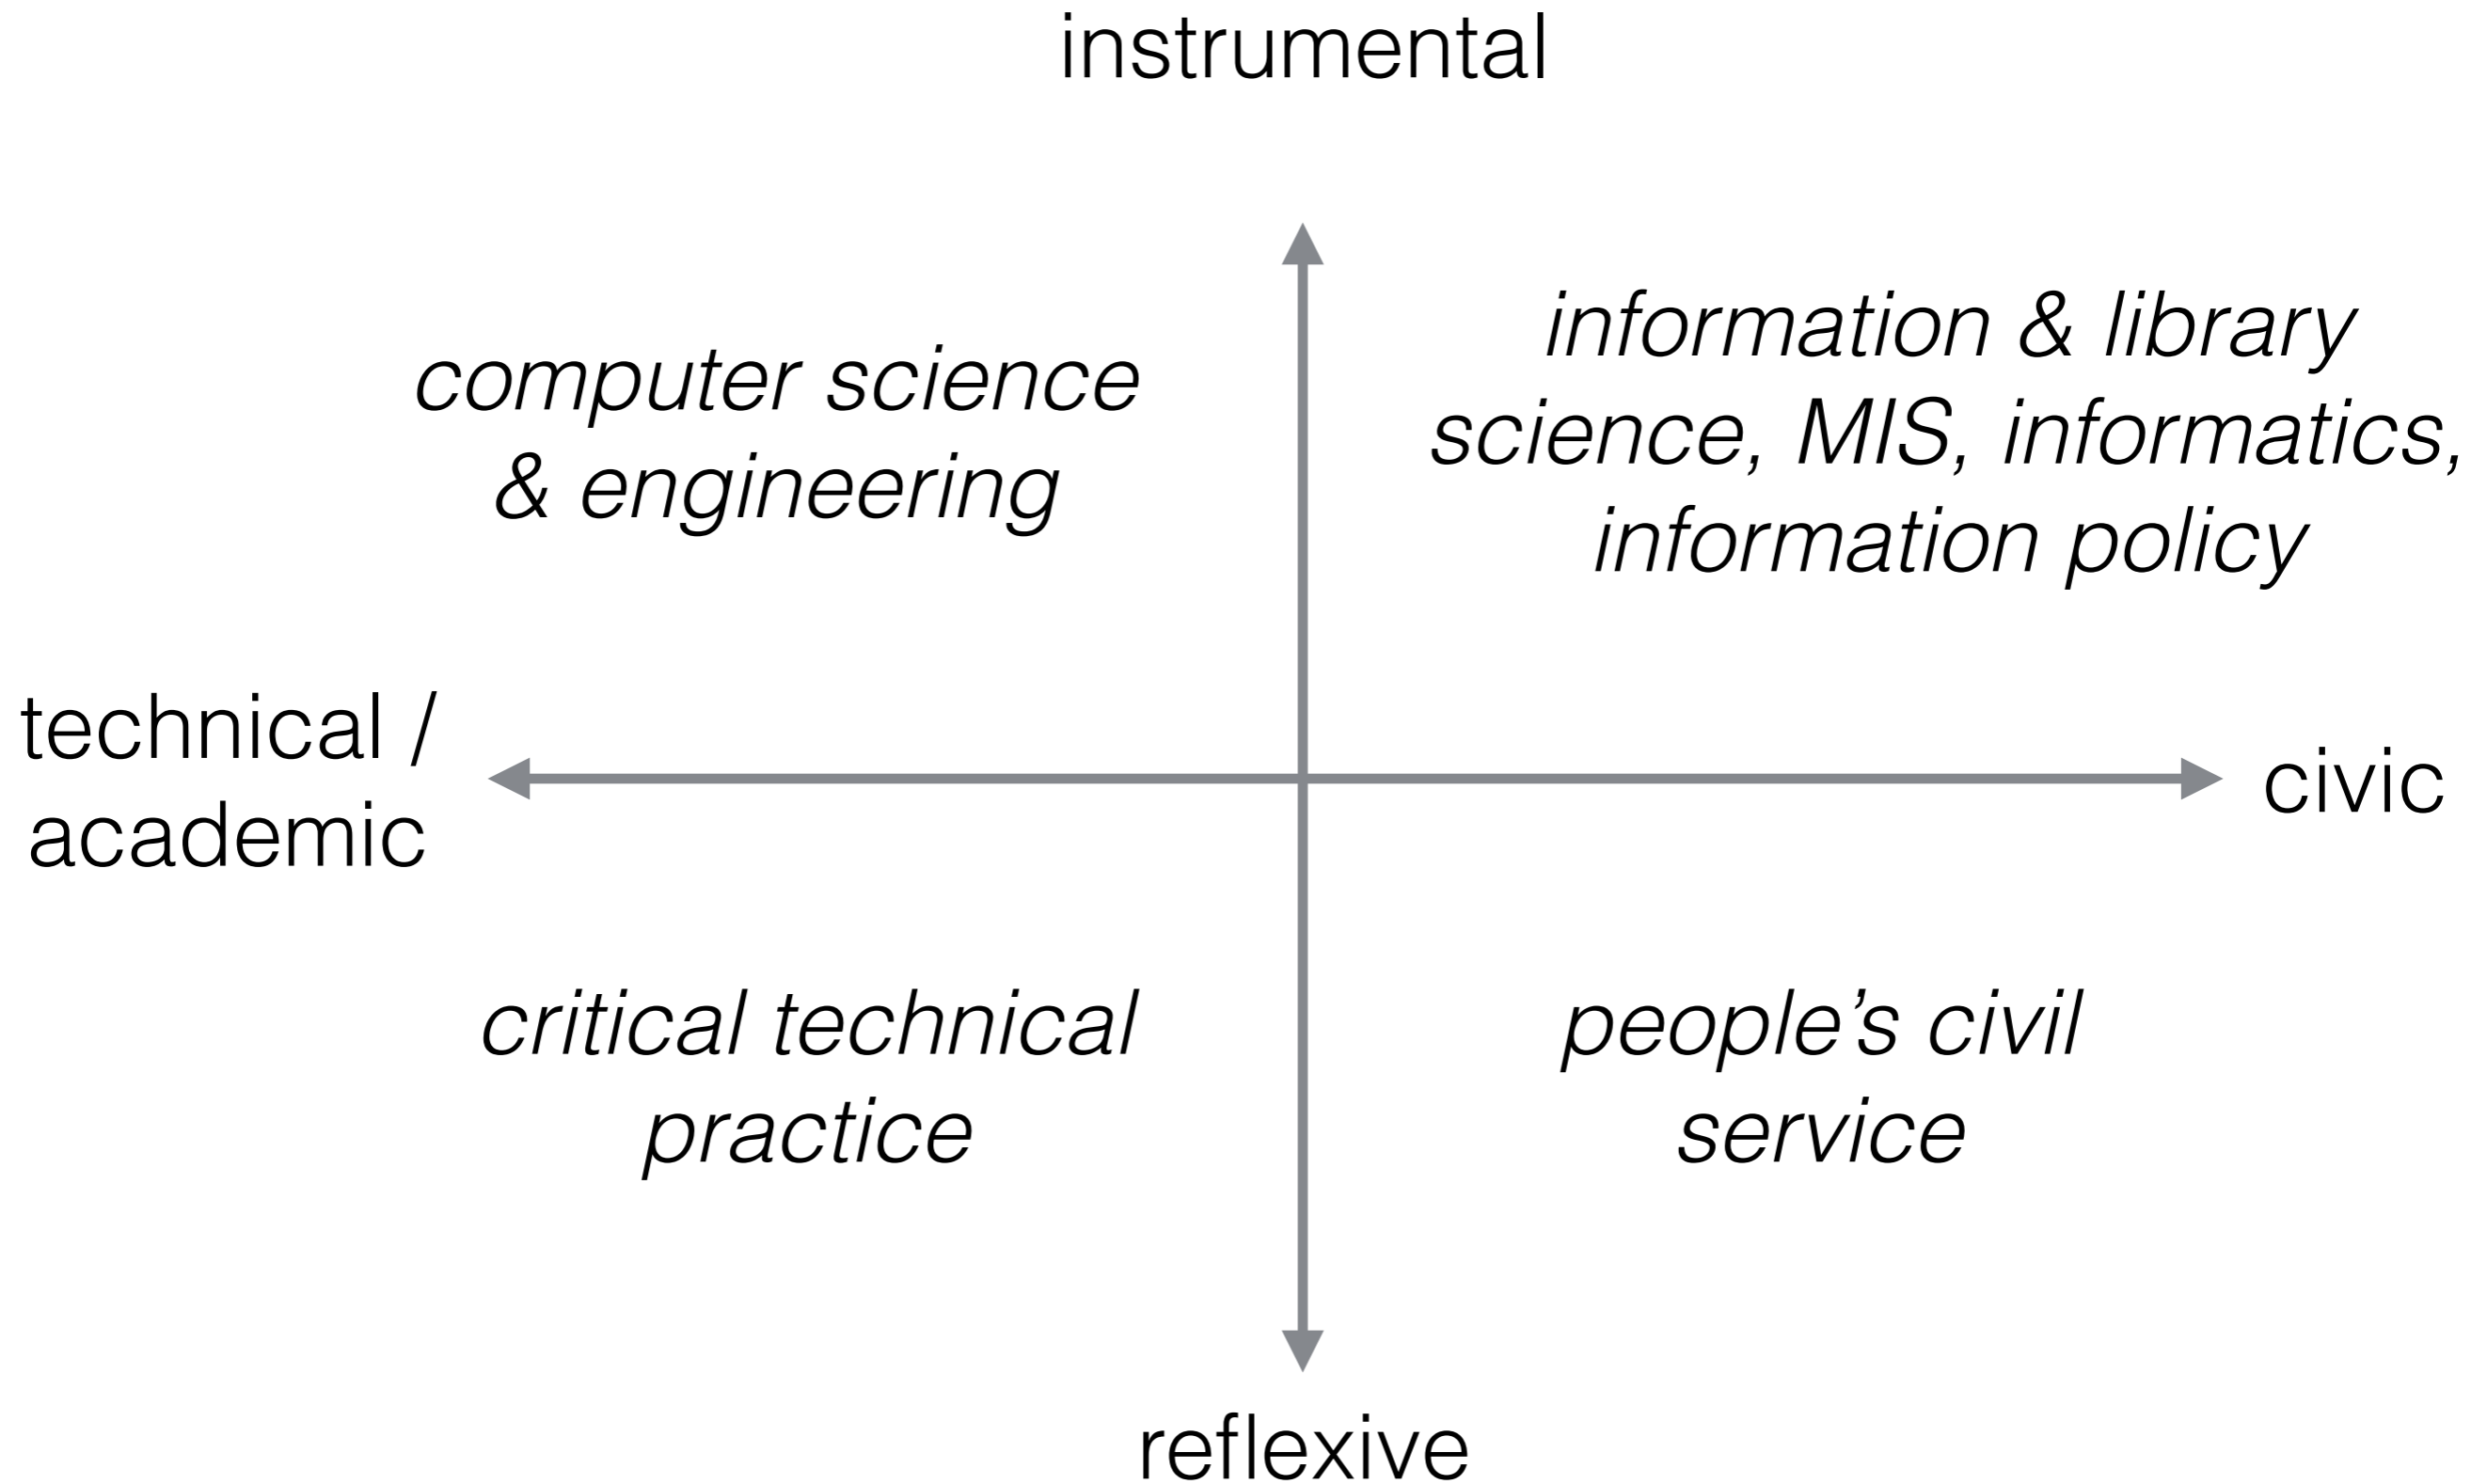 instrumental
computer science
& engineering
information & library
science, MIS, informatics,
information policy
technical /
academic
civic
critical technical
practice
people’s civil
service
reflexive